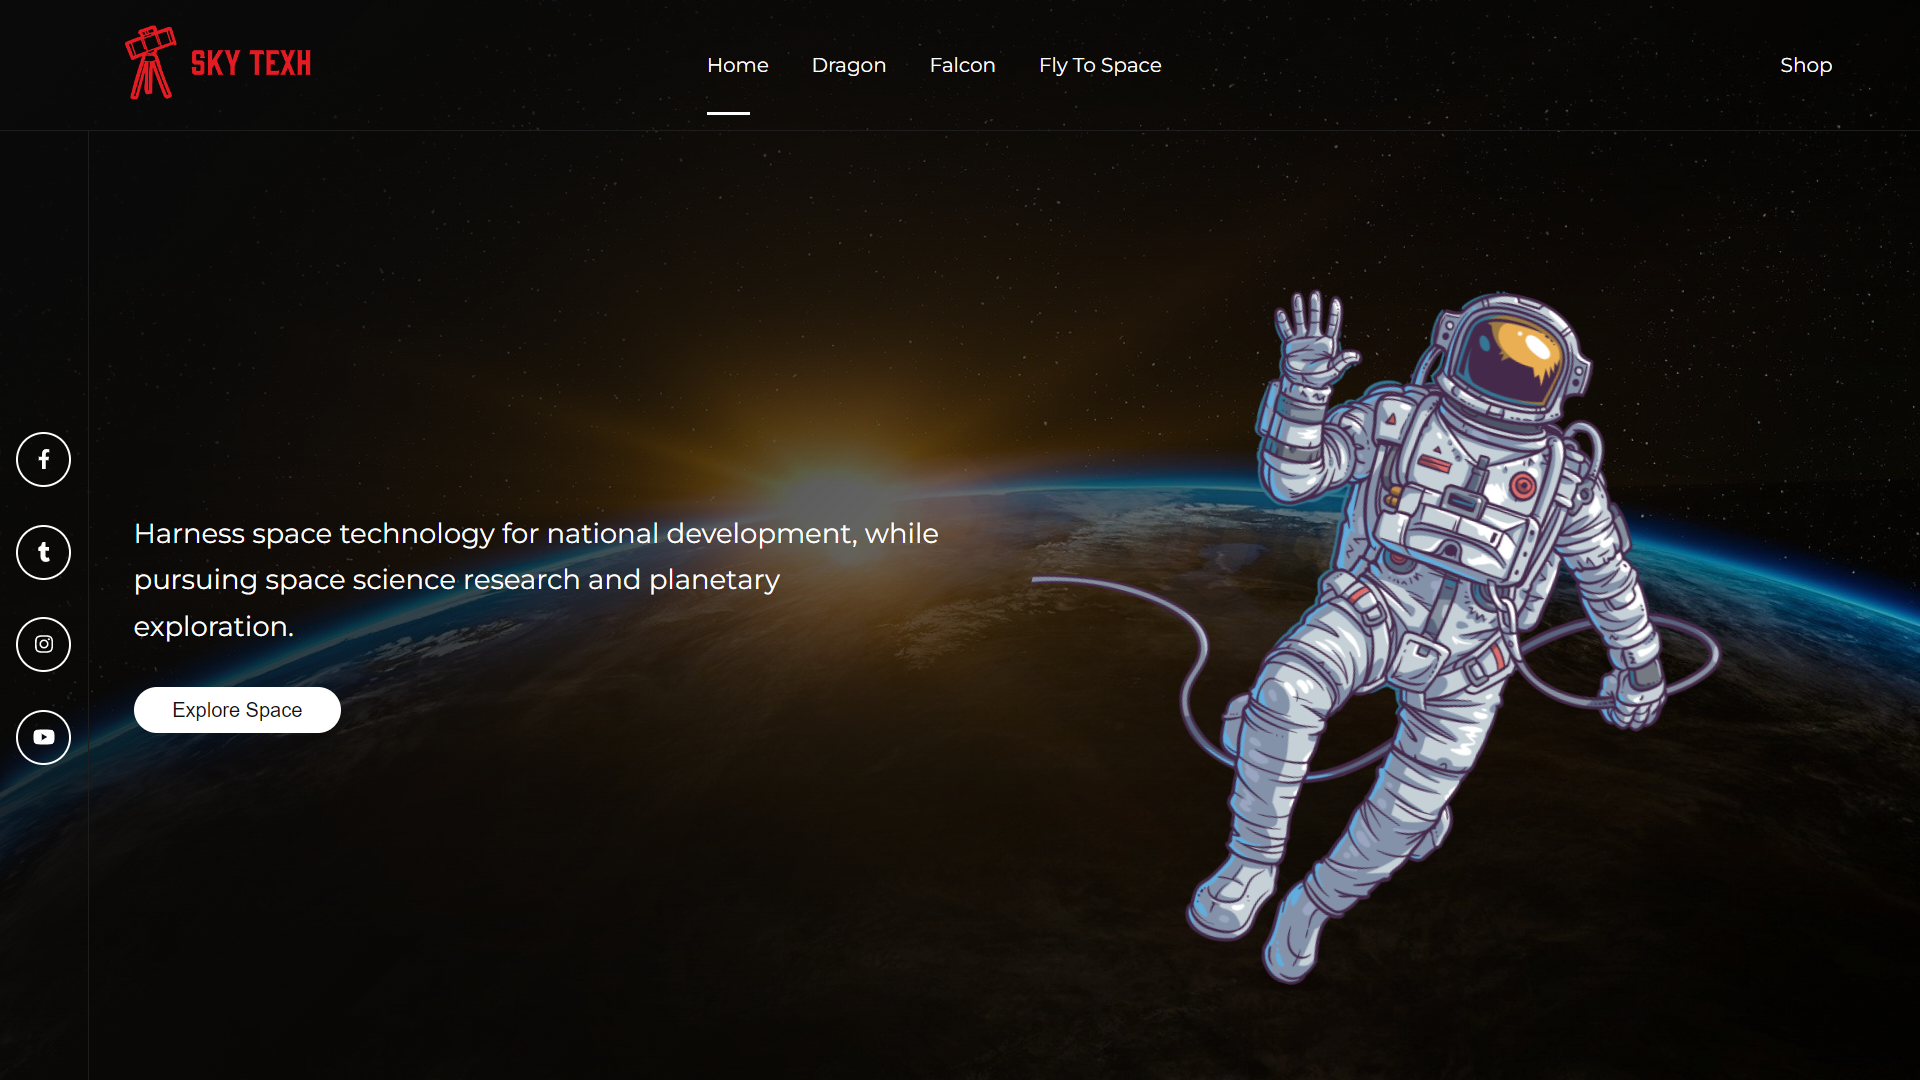 SKY TEXH
Home
Dragon
Falcon
Fly To Space
Shop
Harness space technology for national development, while
pursuing space science research and planetary
exploration.
Explore Space